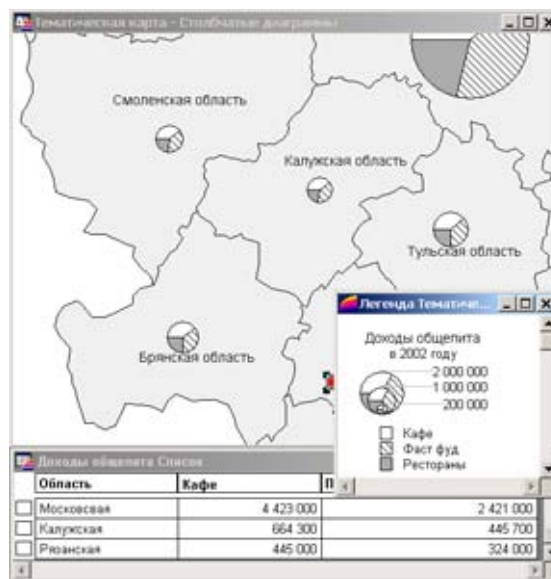 Тематическая карта - Столбчатые диаграммы
Смоленская область
Калужская область
Тульская область
Брянская область
Легенда Тематиче...
Доходы общепита
в 2002 году
2 000 000
1 000 000
200 000
Кафе
Фаст фуд
Рестораны
Доходы общепита Список
Область Кафе П
Московсвая 4 423 000 2 421 000
Калужская 664 300 445 700
Рязанская 445 000 324 000